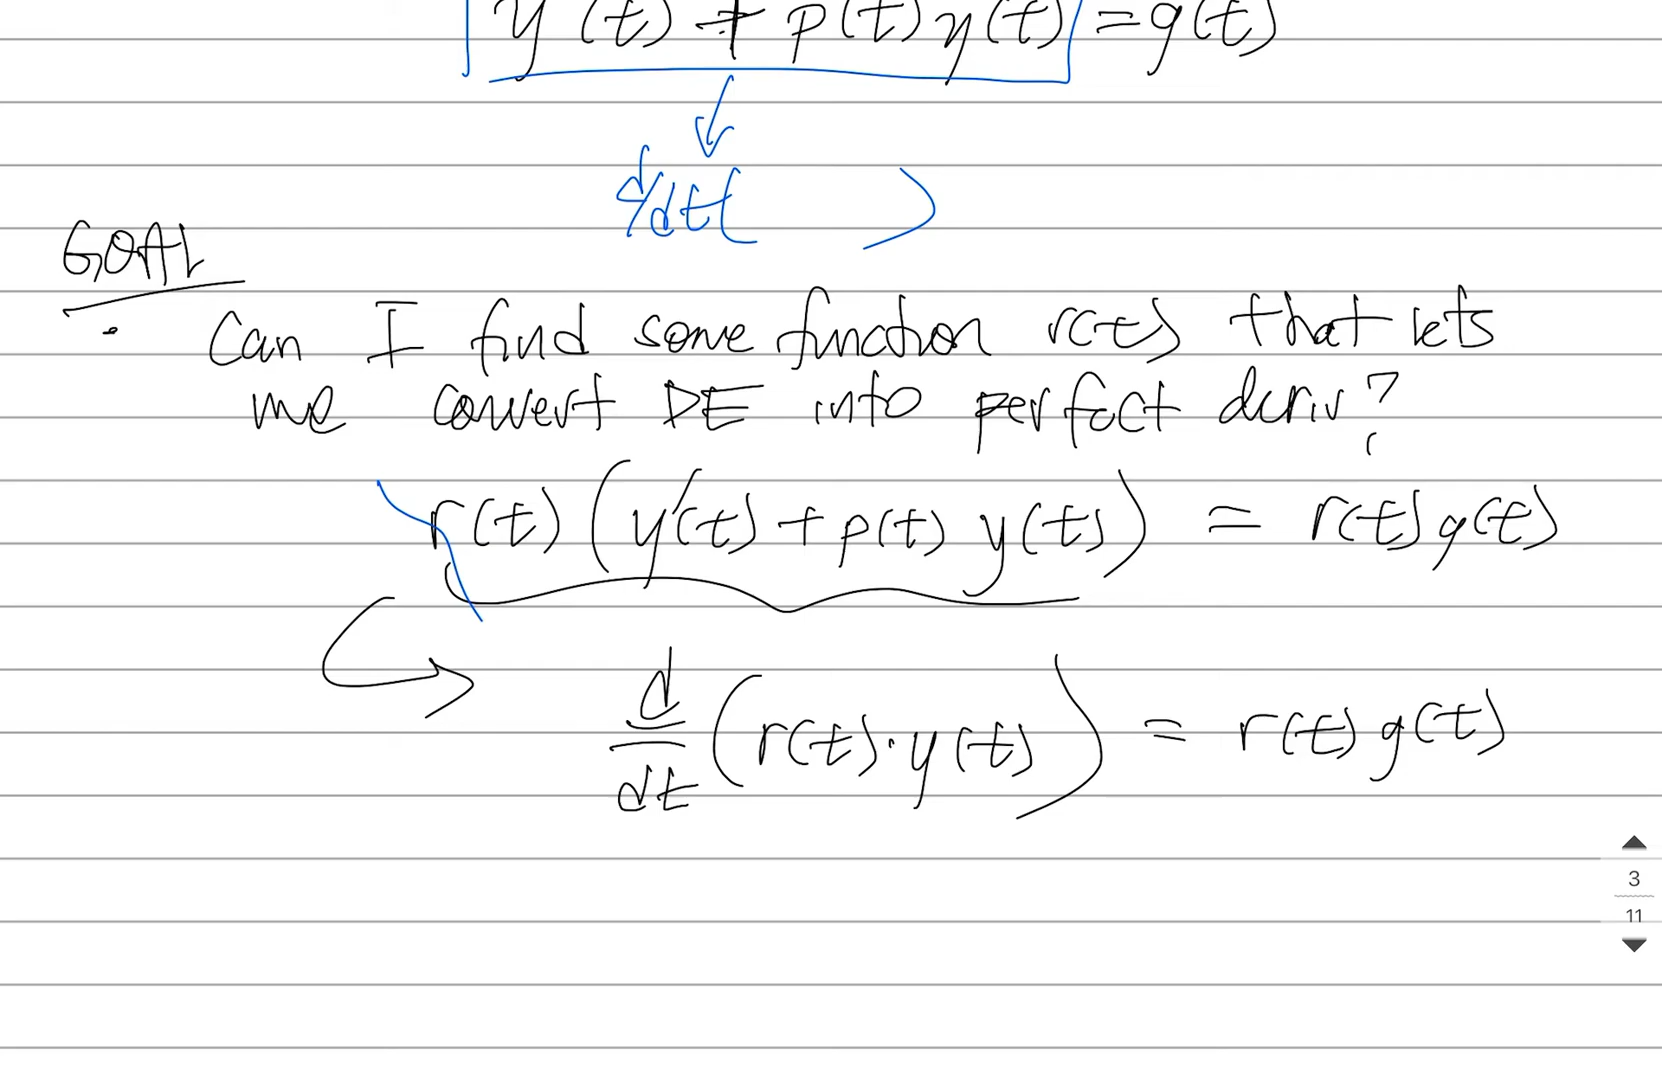 y'(t) + p(t) y(t) = g(t)
d/dt( )
GOAL
Can I find some function r(t) that lets
me convert DE into perfect deriv?
r(t) (y'(t) + p(t) y(t)) = r(t) g(t)
d/dt (r(t)·y(t)) = r(t) g(t)
3
11